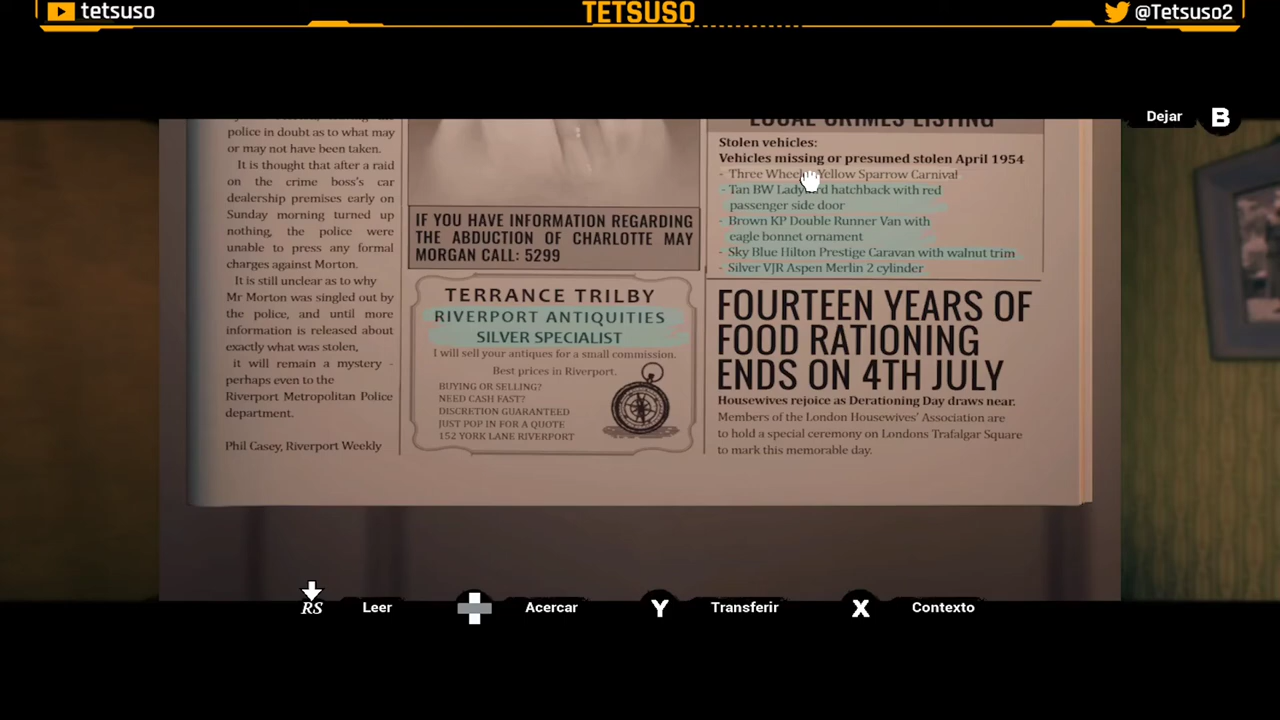 tetsuso
TETSUSO
@Tetsuso2
Dejar
B
police in doubt as to what may
or may not have been taken.
It is thought that after a raid
on the crime boss's car
dealership premises early on
Sunday morning turned up
nothing, the police were
unable to press any formal
charges against Morton.
It is still unclear as to why
Mr Morton was singled out by
the police, and until more
information is released about
exactly what was stolen,
it will remain a mystery -
perhaps even to the
Riverport Metropolitan Police
department.
Phil Casey, Riverport Weekly
IF YOU HAVE INFORMATION REGARDING
THE ABDUCTION OF CHARLOTTE MAY
MORGAN CALL: 5299
TERRANCE TRILBY
RIVERPORT ANTIQUITIES
SILVER SPECIALIST
I will sell your antiques for a small commission.
Best prices in Riverport.
BUYING OR SELLING?
NEED CASH FAST?
DISCRETION GUARANTEED
JUST POP IN FOR A QUOTE
152 YORK LANE RIVERPORT
LOCAL CRIMES LISTING
Stolen vehicles:
Vehicles missing or presumed stolen April 1954
- Three Wheel Yellow Sparrow Carnival
- Tan BW Ladybird hatchback with red
passenger side door
- Brown KP Double Runner Van with
eagle bonnet ornament
- Sky Blue Hilton Prestige Caravan with walnut trim
- Silver VJR Aspen Merlin 2 cylinder
FOURTEEN YEARS OF
FOOD RATIONING
ENDS ON 4TH JULY
Housewives rejoice as Derationing Day draws near.
Members of the London Housewives' Association are
to hold a special ceremony on Londons Trafalgar Square
to mark this memorable day.
RS Leer Acercar Y Transferir X Contexto